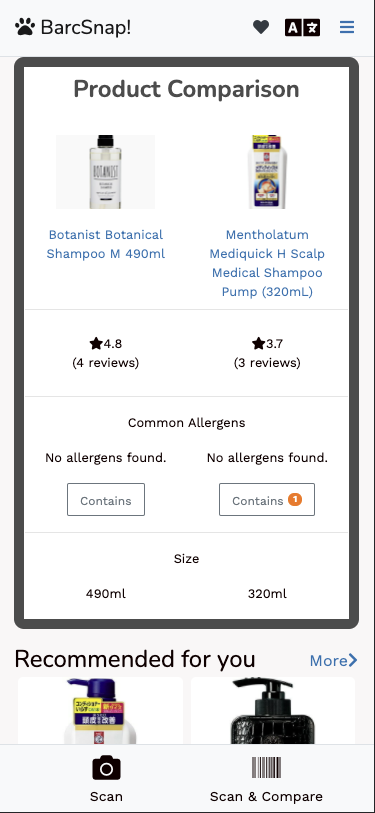 BarcSnap!
A
Product Comparison
BOTANIST
Botanist Botanical
Shampoo M 490ml
Mentholatum
Mediquick H Scalp
Medical Shampoo
Pump (320mL)
4.8
(4 reviews)
3.7
(3 reviews)
Common Allergens
No allergens found.
No allergens found.
Contains
Contains 1
Size
490ml
320ml
Recommended for you
More
Scan
Scan & Compare